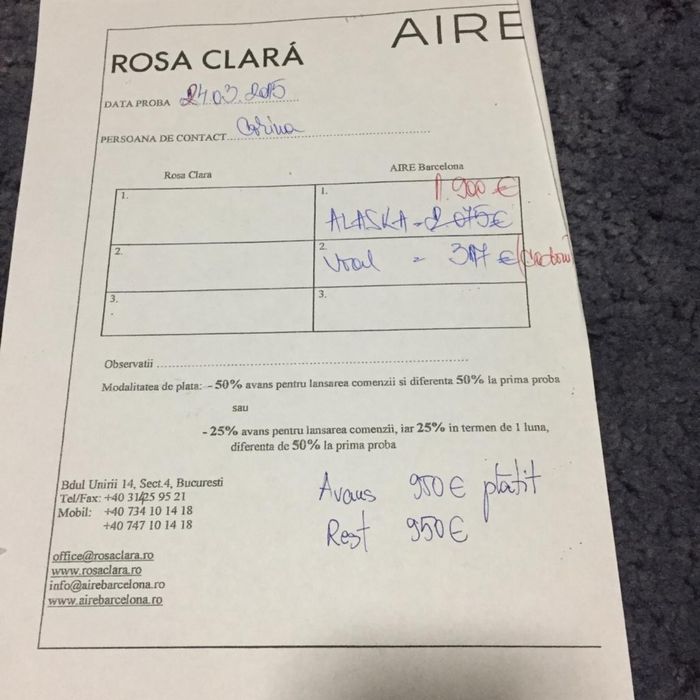 AIRE
ROSA CLARÁ
DATA PROBA 24.03.2015
PERSOANA DE CONTACT Corina
Rosa Clara AIRE Barcelona
1. 1. 1.900 €
ALASKA = 2075€
2. 2. Voal = 317 €
3. 3.
Observatii
Modalitatea de plata: - 50% avans pentru lansarea comenzii si diferenta 50% la prima proba
sau
- 25% avans pentru lansarea comenzii, iar 25% in termen de 1 luna,
diferenta de 50% la prima proba
Bdul Unirii 14, Sect.4, Bucuresti
Tel/Fax: +40 31/425 95 21
Mobil: +40 734 10 14 18
+40 747 10 14 18
office@rosaclara.ro
www.rosaclara.ro
info@airebarcelona.ro
www.airebarcelona.ro
Avans 950€ platit
Rest 950€